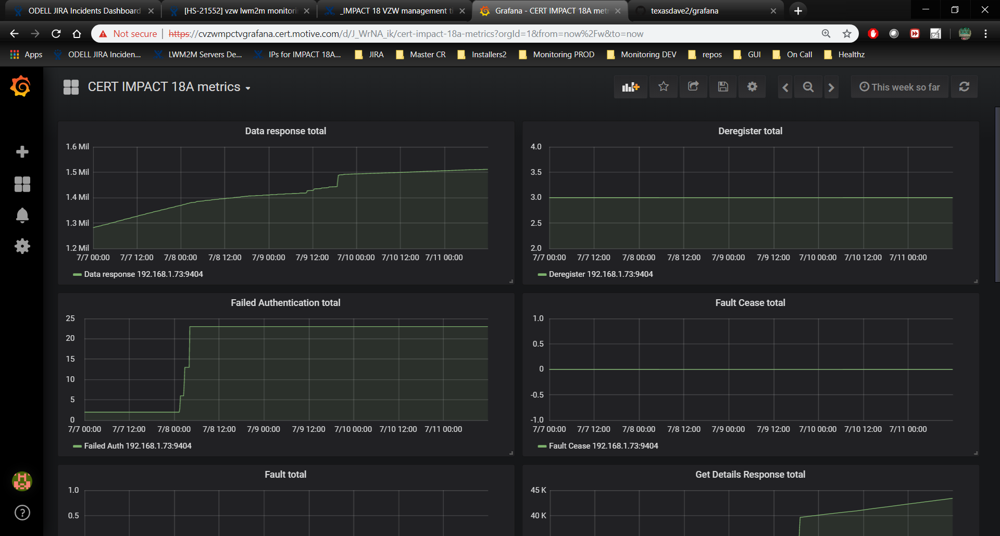 ODELL JIRA Incidents Dashboard
[HS-21552] vzw lwm2m monitorin
_IMPACT 18 VZW management ti
Grafana - CERT IMPACT 18A metr
texasdave2/grafana
Not secure | https://cvzwmpctvgrafana.cert.motive.com/d/J_WrNA_ik/cert-impact-18a-metrics?orgId=1&from=now%2Fw&to=now
Apps ODELL JIRA Inciden... LWM2M Servers De... IPs for IMPACT 18A... JIRA Master CR Installers2 Monitoring PROD Monitoring DEV repos GUI On Call Healthz
CERT IMPACT 18A metrics
This week so far
Data response total
1.6 Mil
1.5 Mil
1.4 Mil
1.3 Mil
1.2 Mil
7/7 00:00 7/7 12:00 7/8 00:00 7/8 12:00 7/9 00:00 7/9 12:00 7/10 00:00 7/10 12:00 7/11 00:00
Data response 192.168.1.73:9404
Deregister total
4.0
3.5
3.0
2.5
2.0
7/7 00:00 7/7 12:00 7/8 00:00 7/8 12:00 7/9 00:00 7/9 12:00 7/10 00:00 7/10 12:00 7/11 00:00
Deregister 192.168.1.73:9404
Failed Authentication total
25
20
15
10
5
0
7/7 00:00 7/7 12:00 7/8 00:00 7/8 12:00 7/9 00:00 7/9 12:00 7/10 00:00 7/10 12:00 7/11 00:00
Failed Auth 192.168.1.73:9404
Fault Cease total
1.0
0.5
0
-0.5
-1.0
7/7 00:00 7/7 12:00 7/8 00:00 7/8 12:00 7/9 00:00 7/9 12:00 7/10 00:00 7/10 12:00 7/11 00:00
Fault Cease 192.168.1.73:9404
Fault total
1.0
0.5
Get Details Response total
45 K
40 K